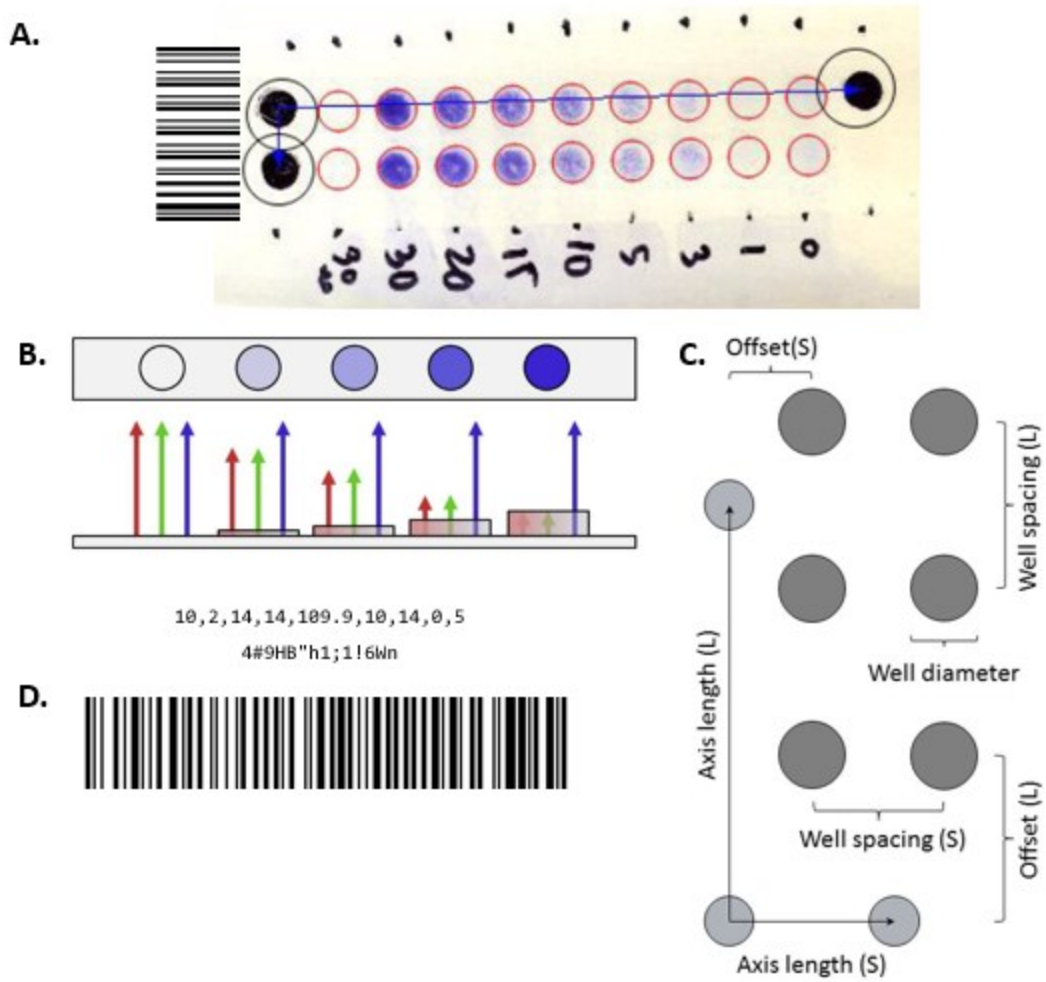 A.
30 30 20 15 10 5 3 1 0
B.
10,2,14,14,109.9,10,14,0,5
4#9HB"h1;1!6Wn
D.
C.
Offset(S)
Well spacing (L)
Axis length (L)
Well diameter
Well spacing (S)
Offset (L)
Axis length (S)